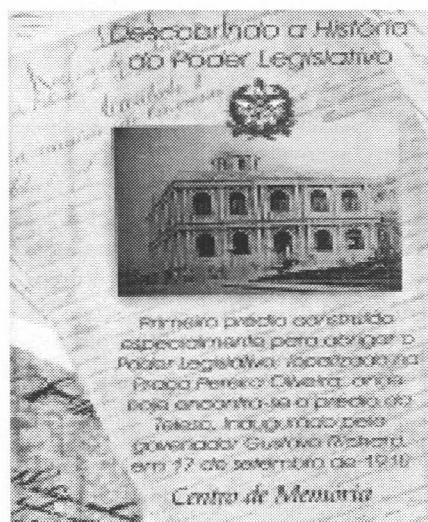 Descobrindo a História
do Poder Legislativo
Primeiro prédio construído
especialmente para abrigar o
Poder Legislativo, localizado na
Praça Pereira Oliveira, onde
hoje encontra-se o prédio da
Telesc. Inaugurado pelo
governador Gustavo Richard,
em 17 de setembro de 1910
Centro de Memória